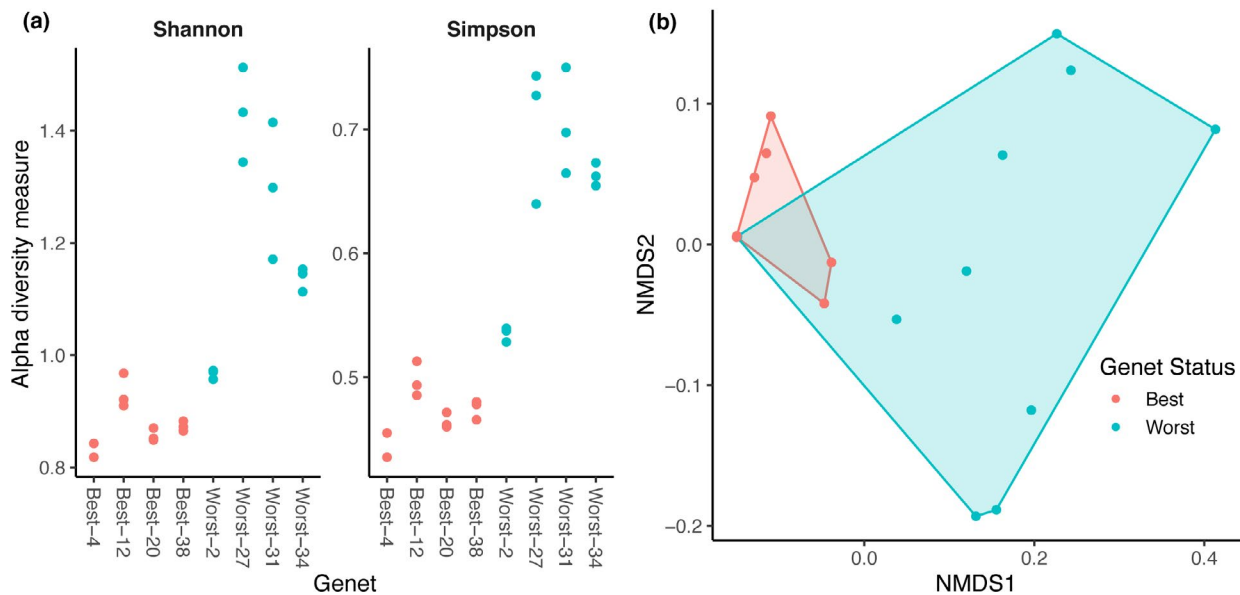 (a)
Shannon
Simpson
Alpha diversity measure
1.4
1.2
1.0
0.8
0.7
0.6
0.5
Best–4
Best–12
Best–20
Best–38
Worst–2
Worst–27
Worst–31
Worst–34
Best–4
Best–12
Best–20
Best–38
Worst–2
Worst–27
Worst–31
Worst–34
Genet
(b)
NMDS2
0.1
0.0
−0.1
−0.2
0.0
0.2
0.4
NMDS1
Genet Status
Best
Worst